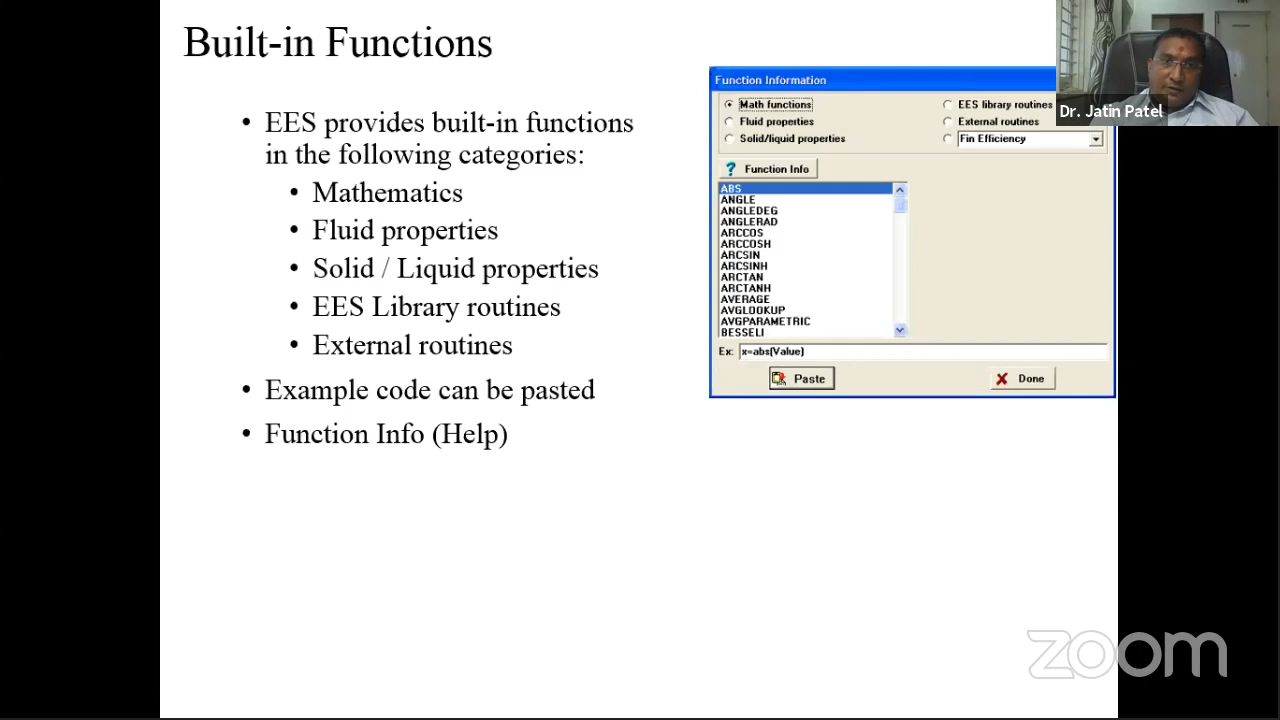 Built-in Functions
• EES provides built-in functions
in the following categories:
• Mathematics
• Fluid properties
• Solid / Liquid properties
• EES Library routines
• External routines
• Example code can be pasted
• Function Info (Help)
Function Information
Math functions
Fluid properties
Solid/liquid properties
EES library routines
External routines
Fin Efficiency
? Function Info
ABS
ANGLE
ANGLEDEG
ANGLERAD
ARCCOS
ARCCOSH
ARCSIN
ARCSINH
ARCTAN
ARCTANH
AVERAGE
AVGLOOKUP
AVGPARAMETRIC
BESSELI
Ex: x=abs(Value)
Paste
Done
Dr. Jatin Patel
zoom